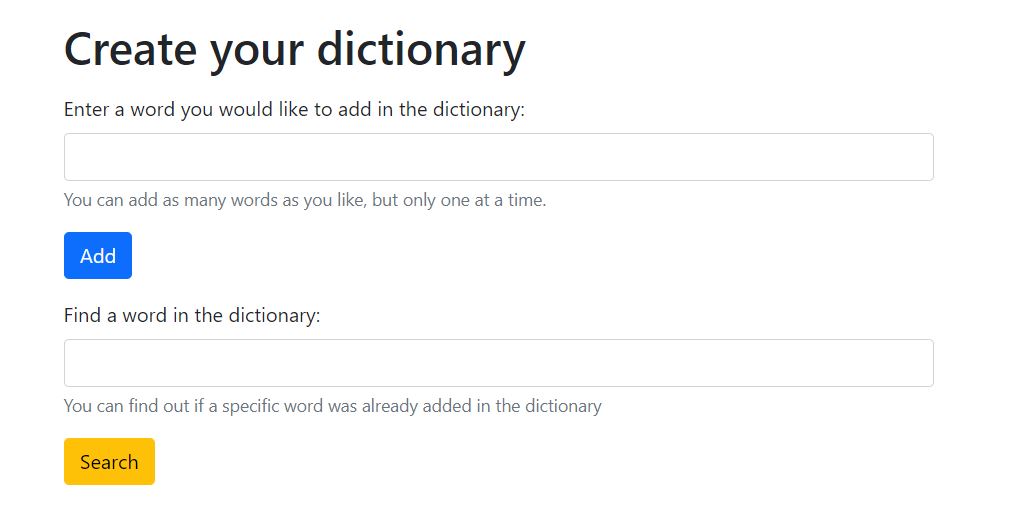 Create your dictionary
Enter a word you would like to add in the dictionary:
You can add as many words as you like, but only one at a time.
Add
Find a word in the dictionary:
You can find out if a specific word was already added in the dictionary
Search